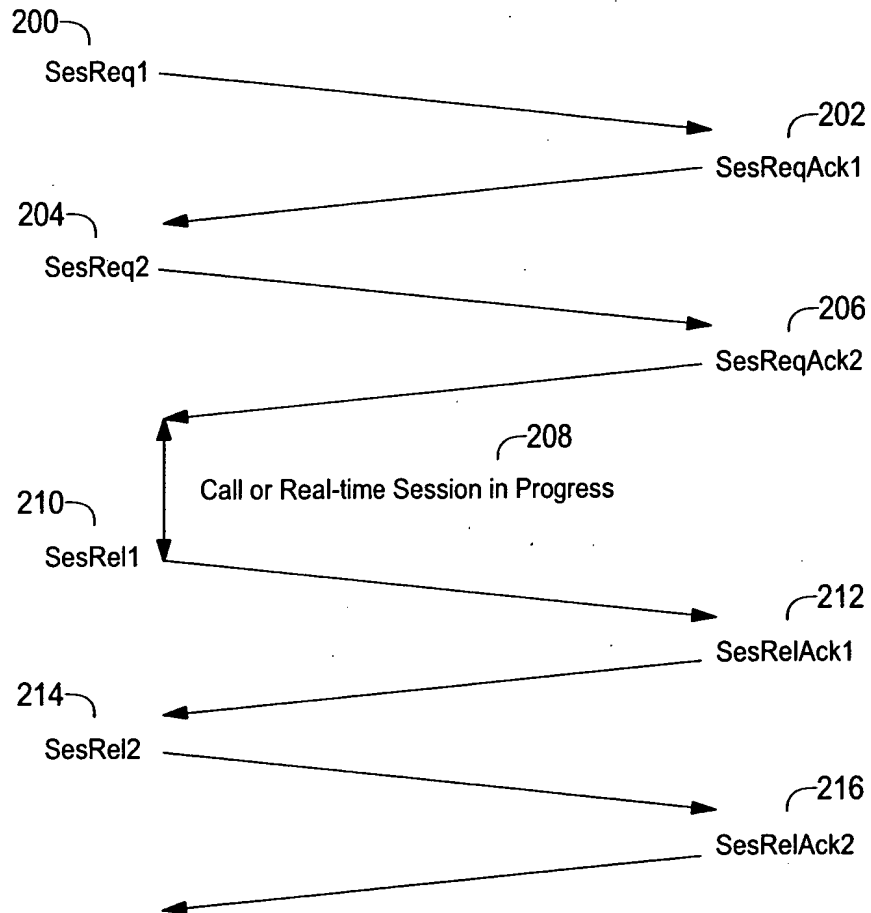 200
SesReq1
202
SesReqAck1
204
SesReq2
206
SesReqAck2
208
Call or Real-time Session in Progress
210
SesRel1
212
SesRelAck1
214
SesRel2
216
SesRelAck2